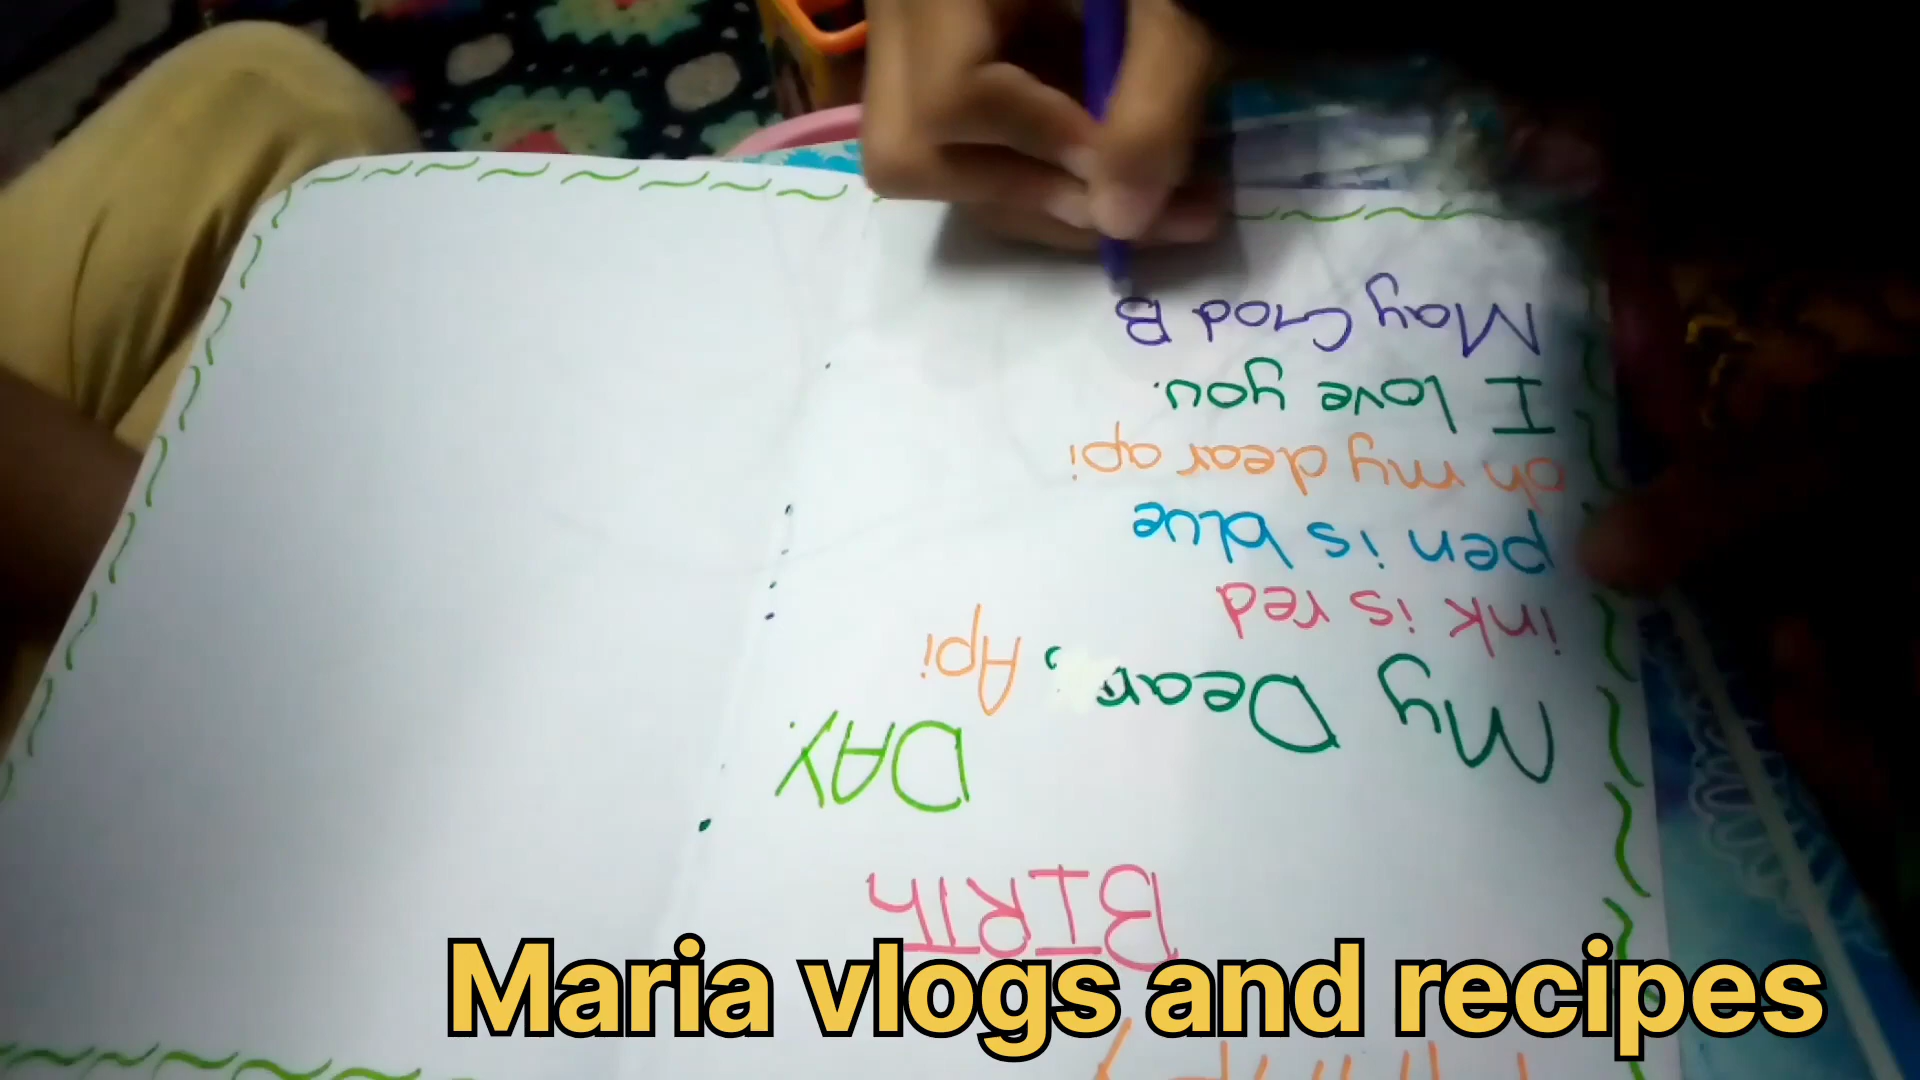 BIRTh
DAY.
My Dear, Api
ink is red
pen is blue
oh my dear api
I love you.
May God B
Maria vlogs and recipes